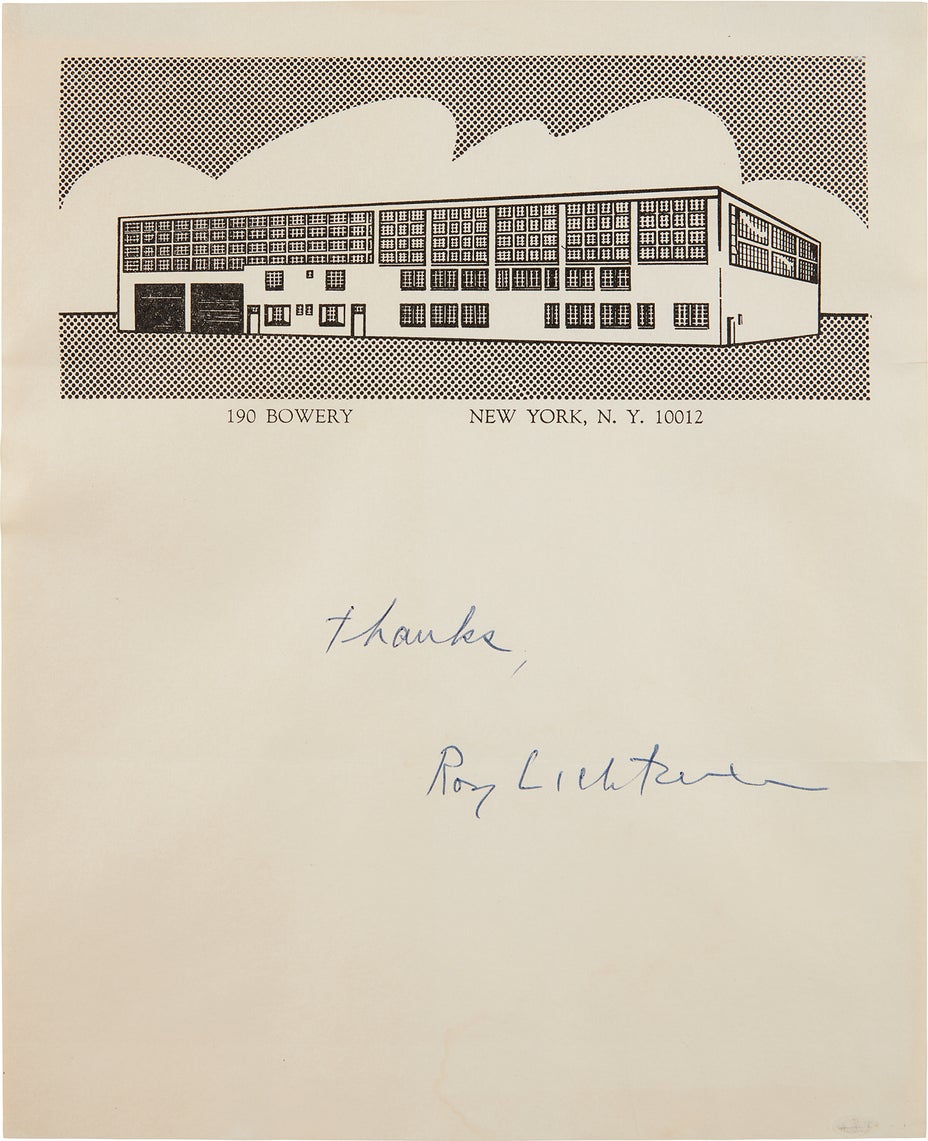 190 BOWERY NEW YORK, N. Y. 10012
thanks,
Roy Lichtenstein